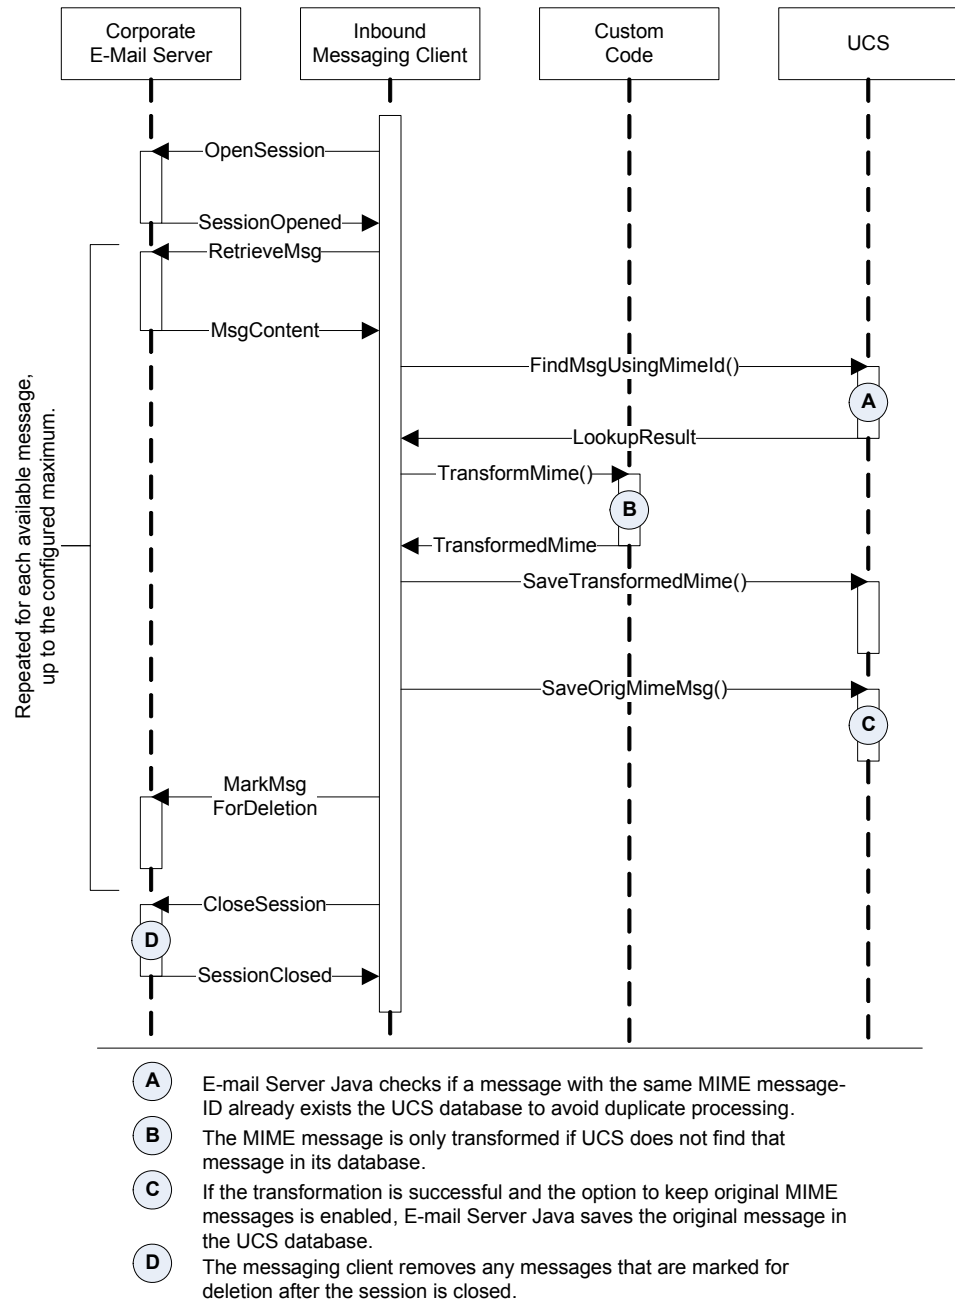 Corporate
E-Mail Server
Inbound
Messaging Client
Custom
Code
UCS
OpenSession
SessionOpened
RetrieveMsg
MsgContent
FindMsgUsingMimeId()
A
LookupResult
TransformMime()
B
TransformedMime
SaveTransformedMime()
SaveOrigMimeMsg()
C
MarkMsg
ForDeletion
CloseSession
D
SessionClosed
Repeated for each available message,
up to the configured maximum.
A
E-mail Server Java checks if a message with the same MIME message-
ID already exists the UCS database to avoid duplicate processing.
B
The MIME message is only transformed if UCS does not find that
message in its database.
C
If the transformation is successful and the option to keep original MIME
messages is enabled, E-mail Server Java saves the original message in
the UCS database.
D
The messaging client removes any messages that are marked for
deletion after the session is closed.